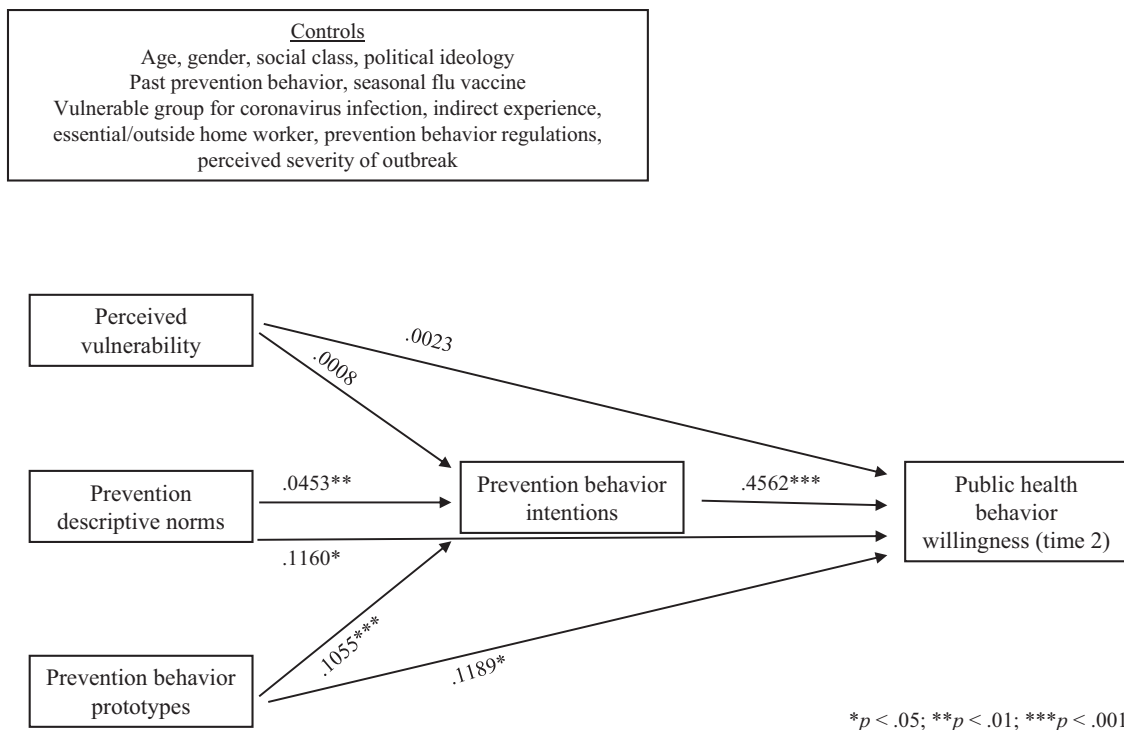 Controls
Age, gender, social class, political ideology
Past prevention behavior, seasonal flu vaccine
Vulnerable group for coronavirus infection, indirect experience,
essential/outside home worker, prevention behavior regulations,
perceived severity of outbreak
Perceived
vulnerability
.0023
.0008
Prevention
descriptive norms
.0453**
Prevention behavior
intentions
.4562***
Public health
behavior
willingness (time 2)
.1160*
.1055***
.1189*
Prevention behavior
prototypes
*p < .05; **p < .01; ***p < .001